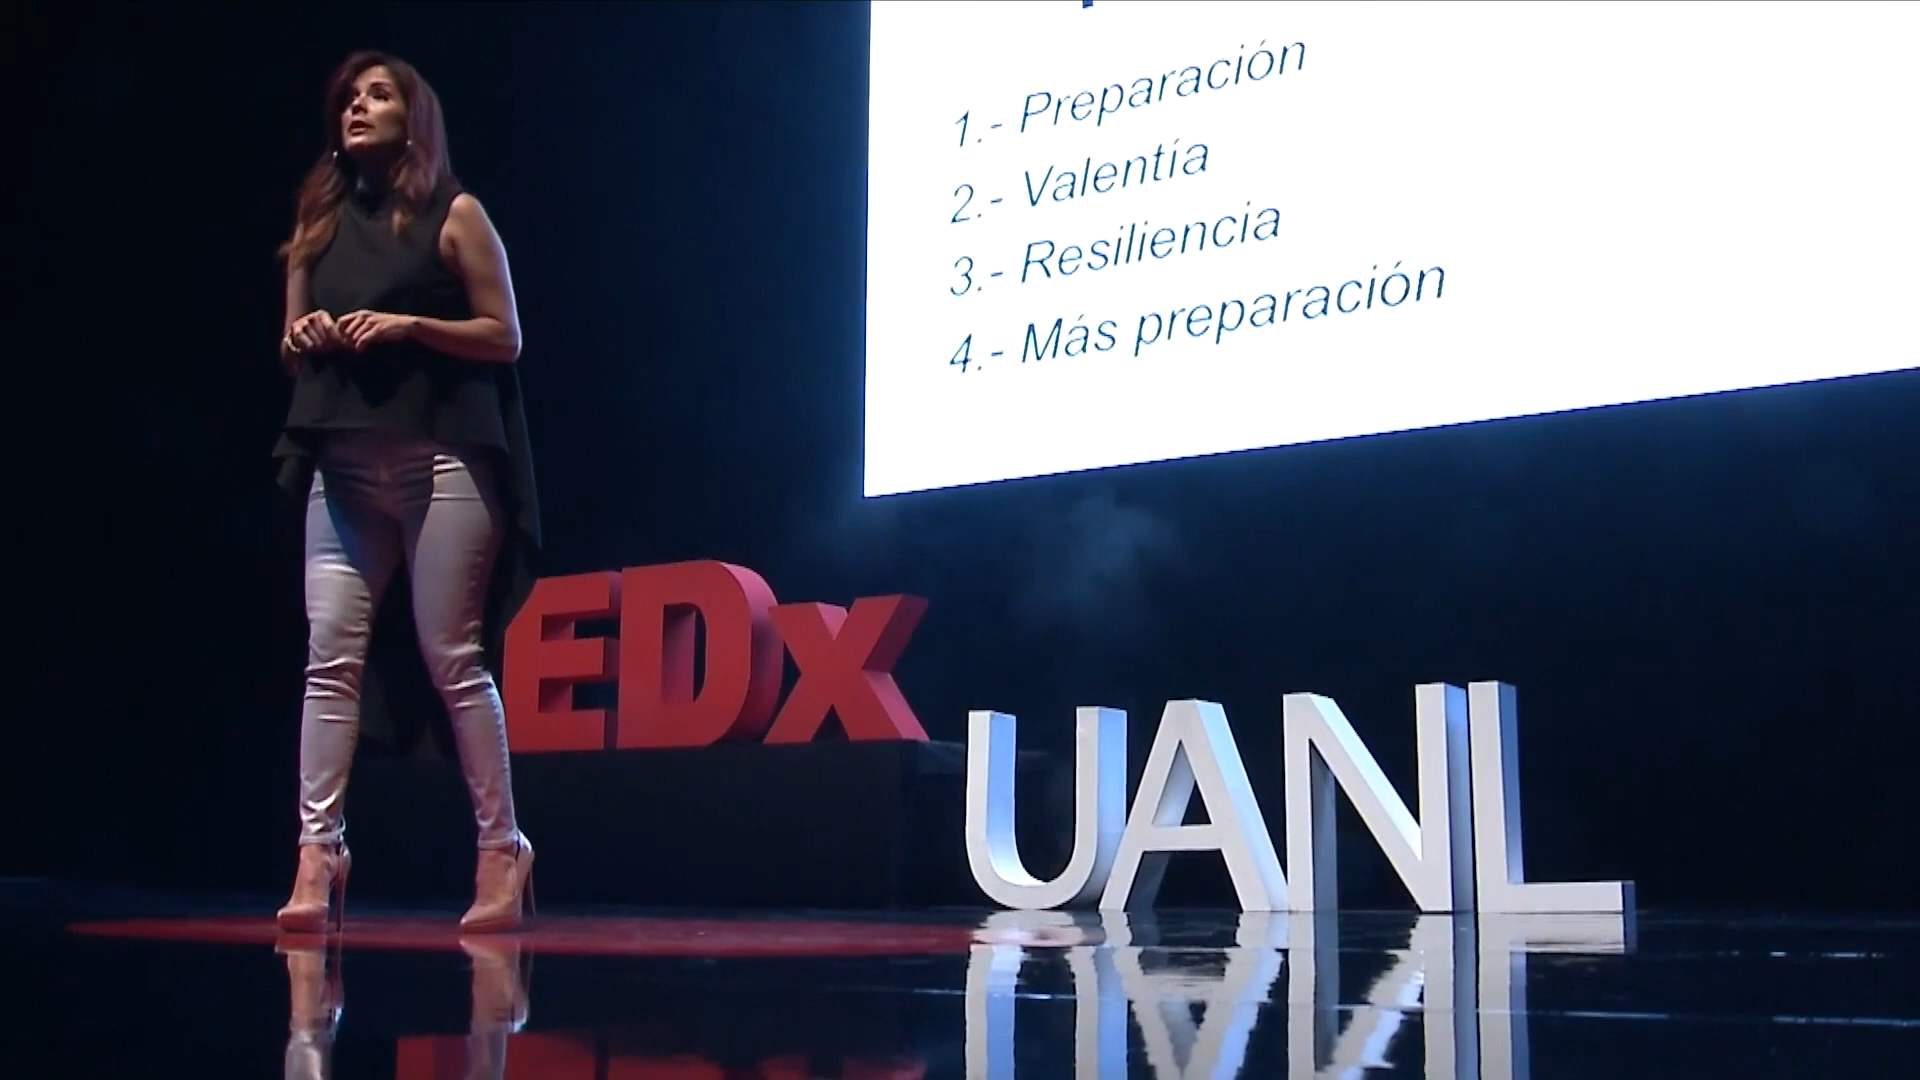 1.- Preparación
2.- Valentía
3.- Resiliencia
4.- Más preparación
EDx
UANL